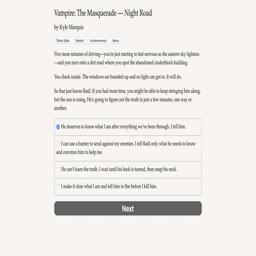 Vampire: The Masquerade — Night Road
by Kyle Marquis
Show Stats Restart Achievements Menu
Five more minutes of driving—you're just starting to feel nervous as the eastern sky lightens
—and you turn onto a dirt road where you spot the abandoned cinderblock building.
You check inside. The windows are boarded up and no light can get in. It will do.
So that just leaves Raúl. If you had more time, you might be able to keep stringing him along,
but the sun is rising. He's going to figure out the truth in just a few minutes, one way or
another.
He deserves to know what I am after everything we've been through. I tell him.
I can use a hunter to send against my enemies. I tell Raúl only what he needs to know
and convince him to help me.
He can't learn the truth. I wait until his back is turned, then snap his neck.
I make it clear what I am and tell him to flee before I kill him.
Next